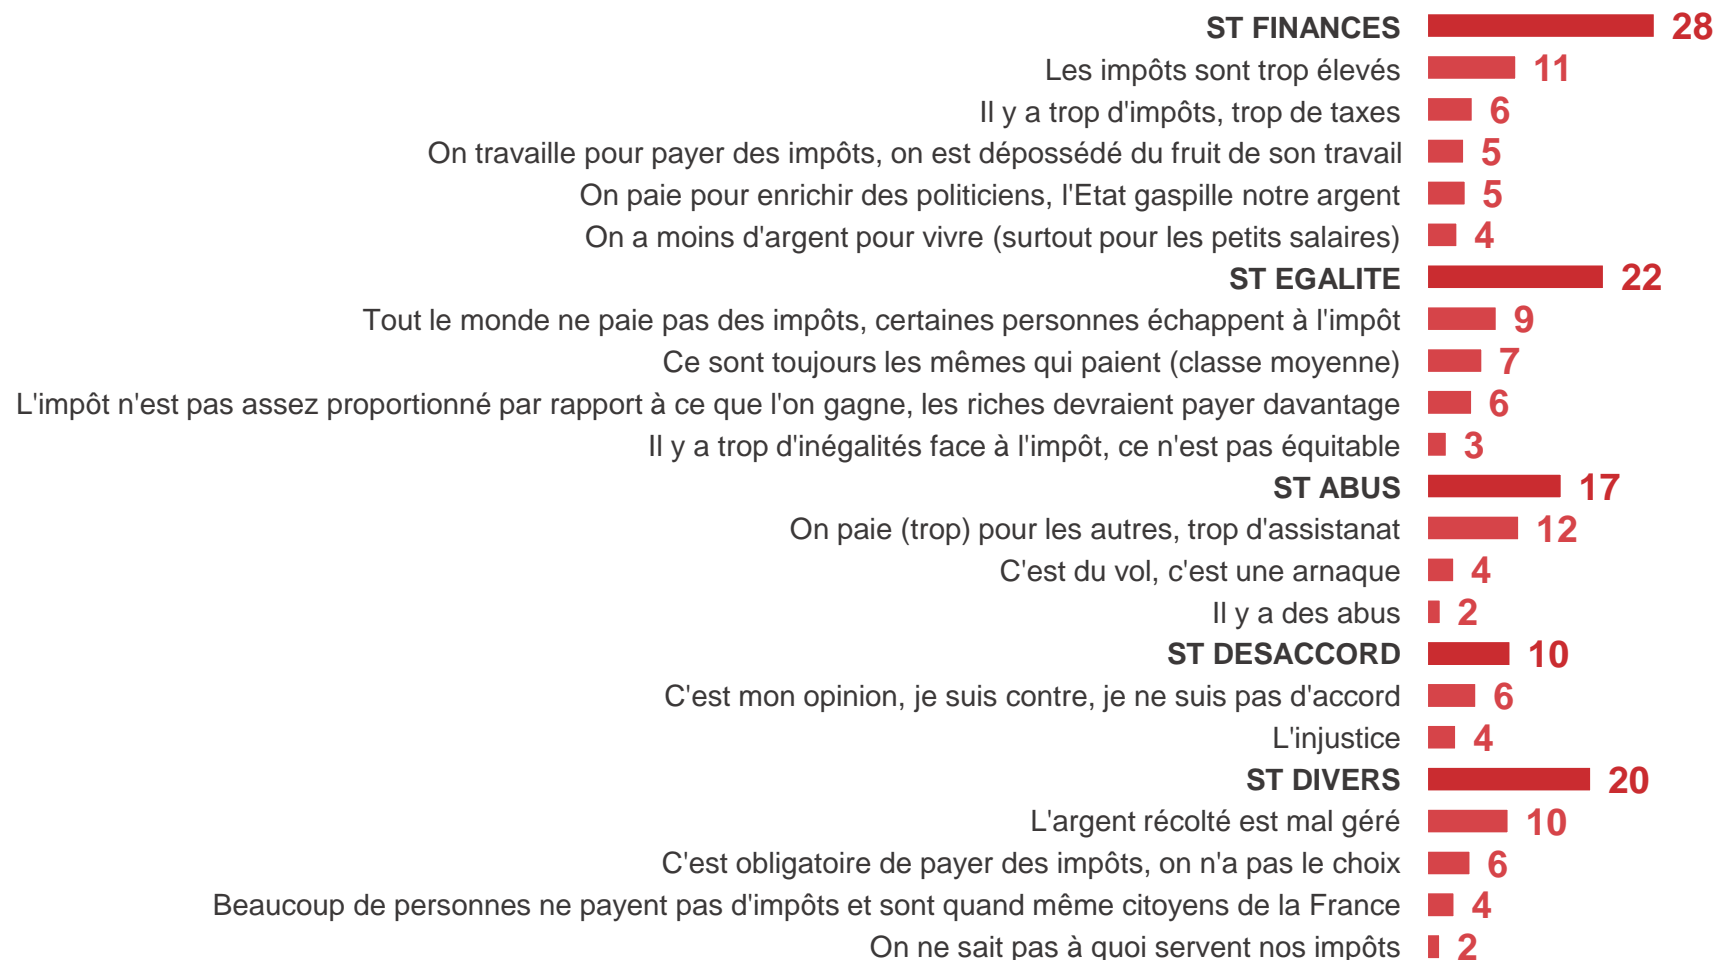 ST FINANCES 28
Les impôts sont trop élevés 11
Il y a trop d'impôts, trop de taxes 6
On travaille pour payer des impôts, on est dépossédé du fruit de son travail 5
On paie pour enrichir des politiciens, l'Etat gaspille notre argent 5
On a moins d'argent pour vivre (surtout pour les petits salaires) 4
ST EGALITE 22
Tout le monde ne paie pas des impôts, certaines personnes échappent à l'impôt 9
Ce sont toujours les mêmes qui paient (classe moyenne) 7
L'impôt n'est pas assez proportionné par rapport à ce que l'on gagne, les riches devraient payer davantage 6
Il y a trop d'inégalités face à l'impôt, ce n'est pas équitable 3
ST ABUS 17
On paie (trop) pour les autres, trop d'assistanat 12
C'est du vol, c'est une arnaque 4
Il y a des abus 2
ST DESACCORD 10
C'est mon opinion, je suis contre, je ne suis pas d'accord 6
L'injustice 4
ST DIVERS 20
L'argent récolté est mal géré 10
C'est obligatoire de payer des impôts, on n'a pas le choix 6
Beaucoup de personnes ne payent pas d'impôts et sont quand même citoyens de la France 4
On ne sait pas à quoi servent nos impôts 2